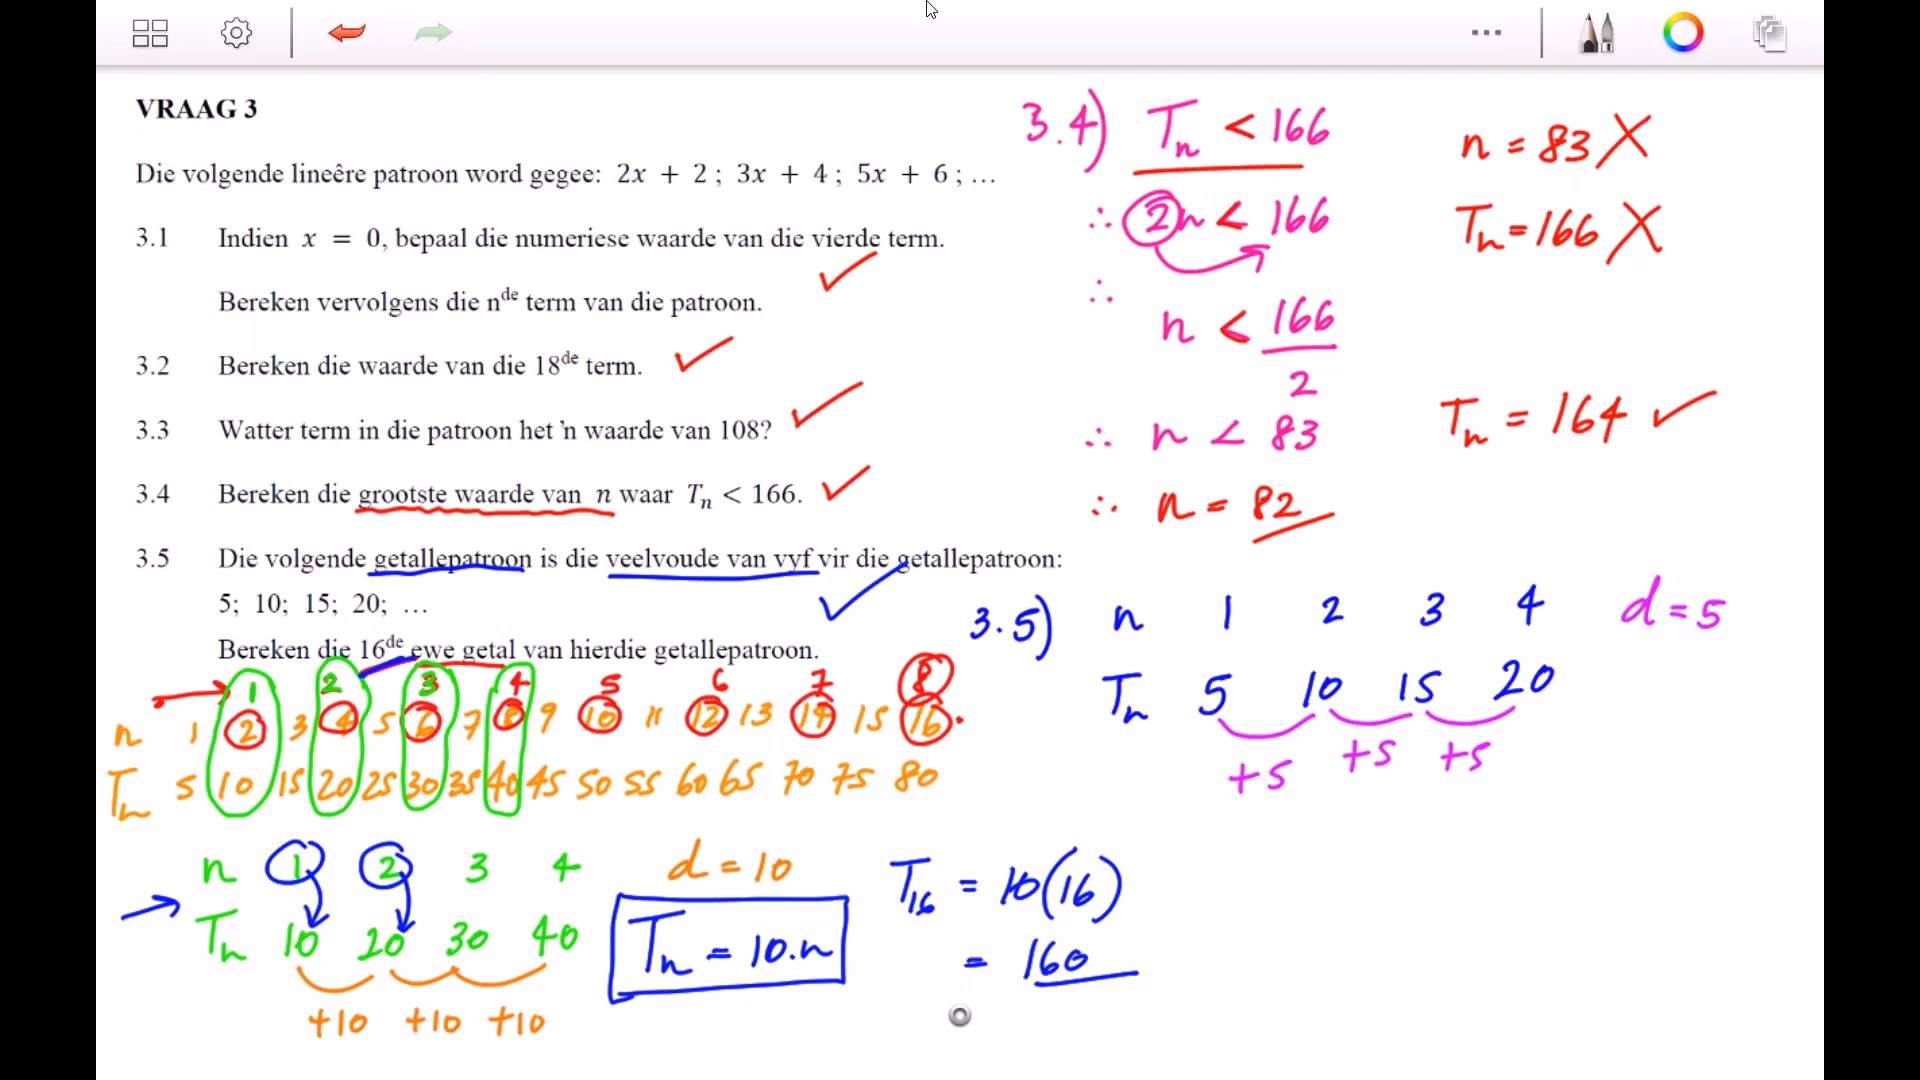 VRAAG 3
Die volgende lineêre patroon word gegee: 2x + 2 ; 3x + 4 ; 5x + 6 ; …
3.1 Indien x = 0, bepaal die numeriese waarde van die vierde term.
Bereken vervolgens die nde term van die patroon.
3.2 Bereken die waarde van die 18de term.
3.3 Watter term in die patroon het 'n waarde van 108?
3.4 Bereken die grootste waarde van n waar Tn < 166.
3.5 Die volgende getallepatroon is die veelvoude van vyf vir die getallepatroon:
5; 10; 15; 20; …
Bereken die 16de ewe getal van hierdie getallepatroon.
1 2 3 4 5 6 7 8
n 1 2 3 4 5 6 7 8 9 10 11 12 13 14 15 16
Tn 5 10 15 20 25 30 35 40 45 50 55 60 65 70 75 80
n 1 2 3 4
Tn 10 20 30 40
+10 +10 +10
d = 10
Tn = 10.n
T16 = 10(16)
= 160
3.4) Tn < 166
∴ 2n < 166
∴ n < 166
2
∴ n < 83
∴ n = 82
n = 83 X
Tn = 166 X
Tn = 164 ✓
3.5) n 1 2 3 4 d = 5
Tn 5 10 15 20
+5 +5 +5